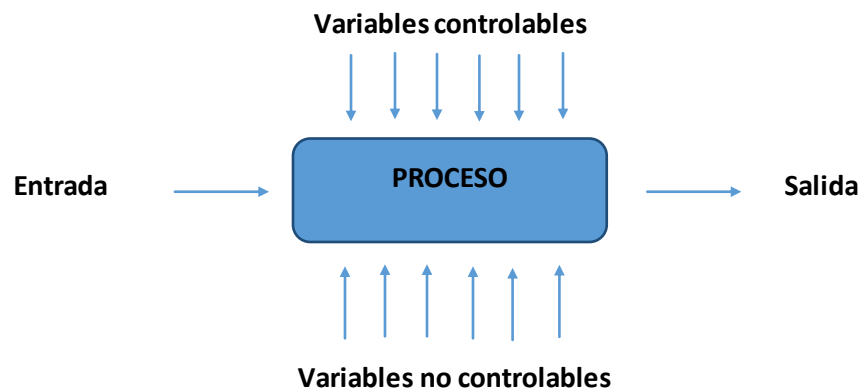 Variables controlables
PROCESO
Entrada
Salida
Variables no controlables